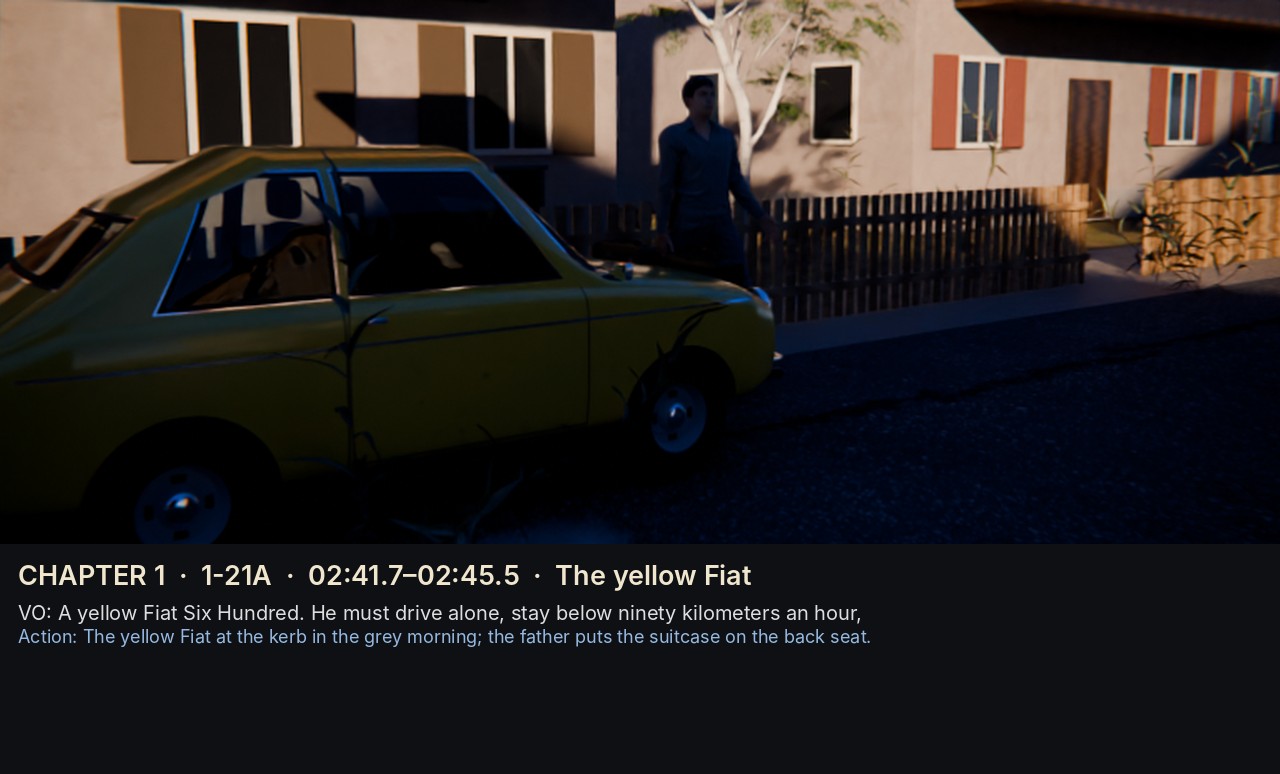 CHAPTER 1 · 1-21A · 02:41.7–02:45.5 · The yellow Fiat
VO: A yellow Fiat Six Hundred. He must drive alone, stay below ninety kilometers an hour,
Action: The yellow Fiat at the kerb in the grey morning; the father puts the suitcase on the back seat.